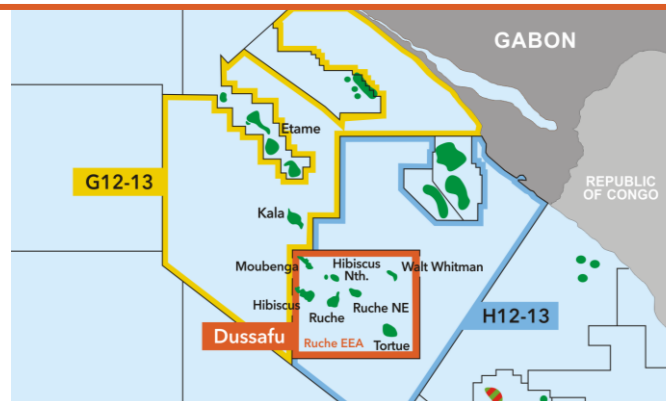 GABON
Etame
G12-13
REPUBLIC
OF CONGO
Kala
Moubenga
Hibiscus
Nth.
Walt Whitman
Hibiscus
Ruche NE
Ruche
Dussafu
H12-13
Ruche EEA
Tortue